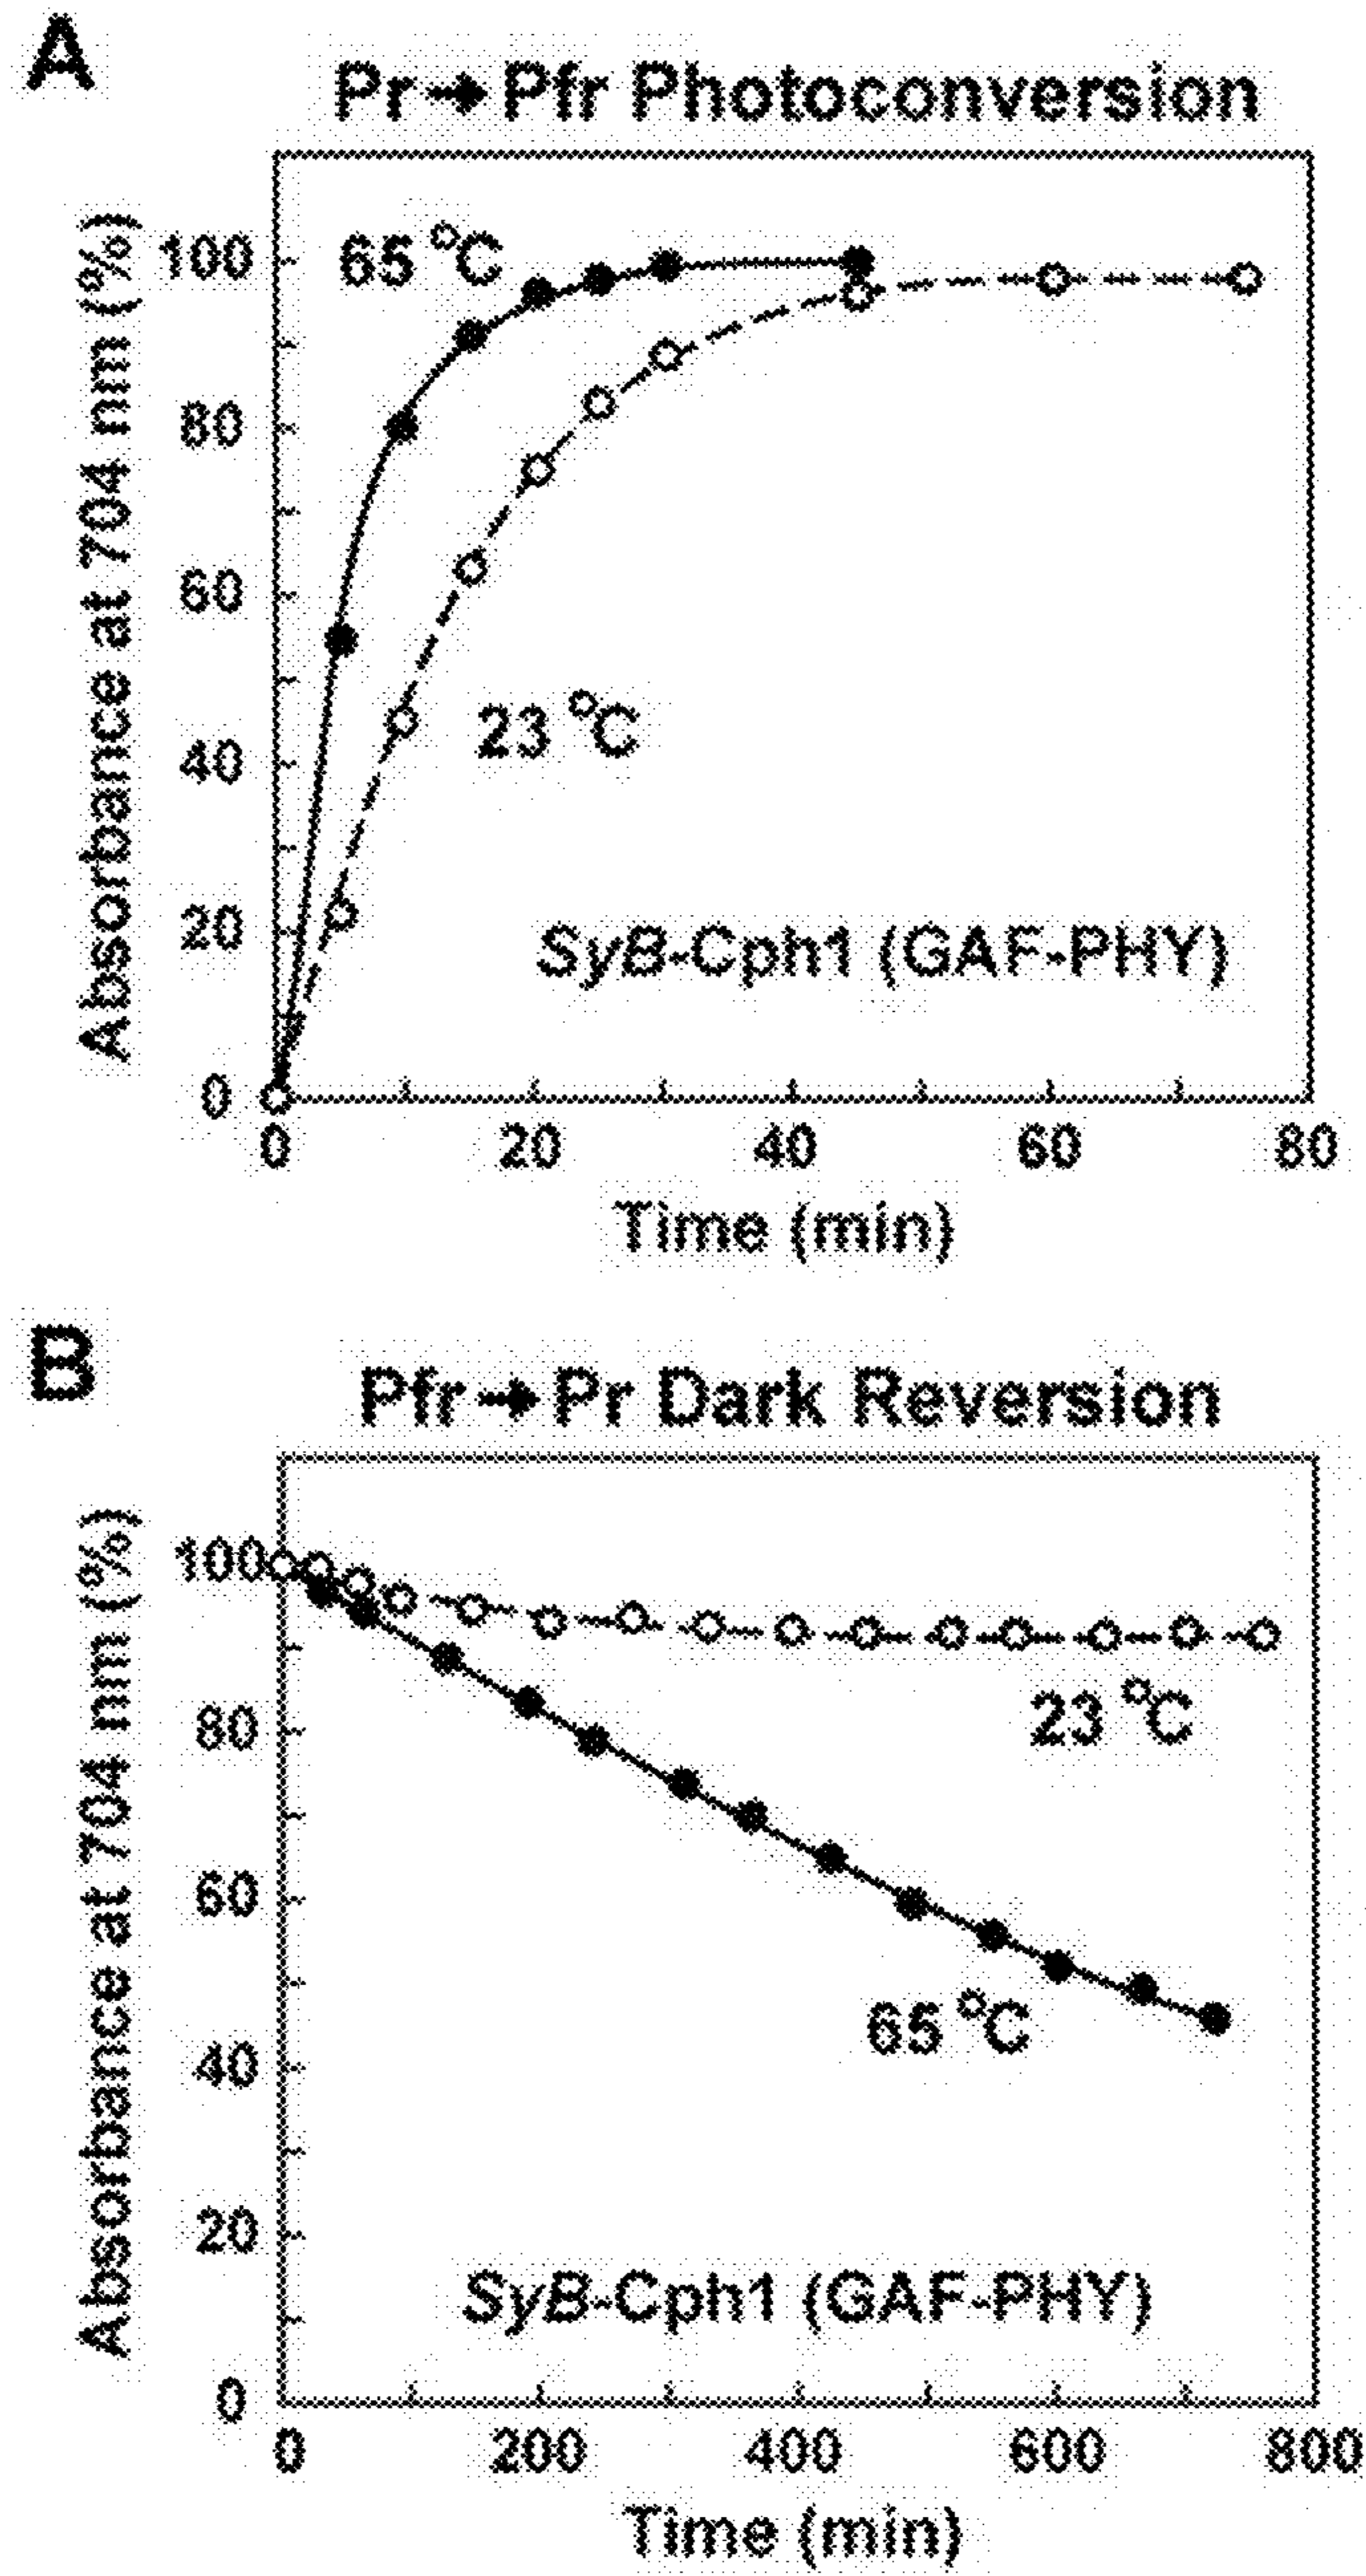 A
Pr→Pfr Photoconversion
Absorbance at 704 nm (%)
100
80
60
40
20
0
65 °C
23 °C
SyB-Cph1 (GAF-PHY)
0 20 40 60 80
Time (min)
B
Pfr→Pr Dark Reversion
Absorbance at 704 nm (%)
100
80
60
40
20
0
23 °C
65 °C
SyB-Cph1 (GAF-PHY)
0 200 400 600 800
Time (min)